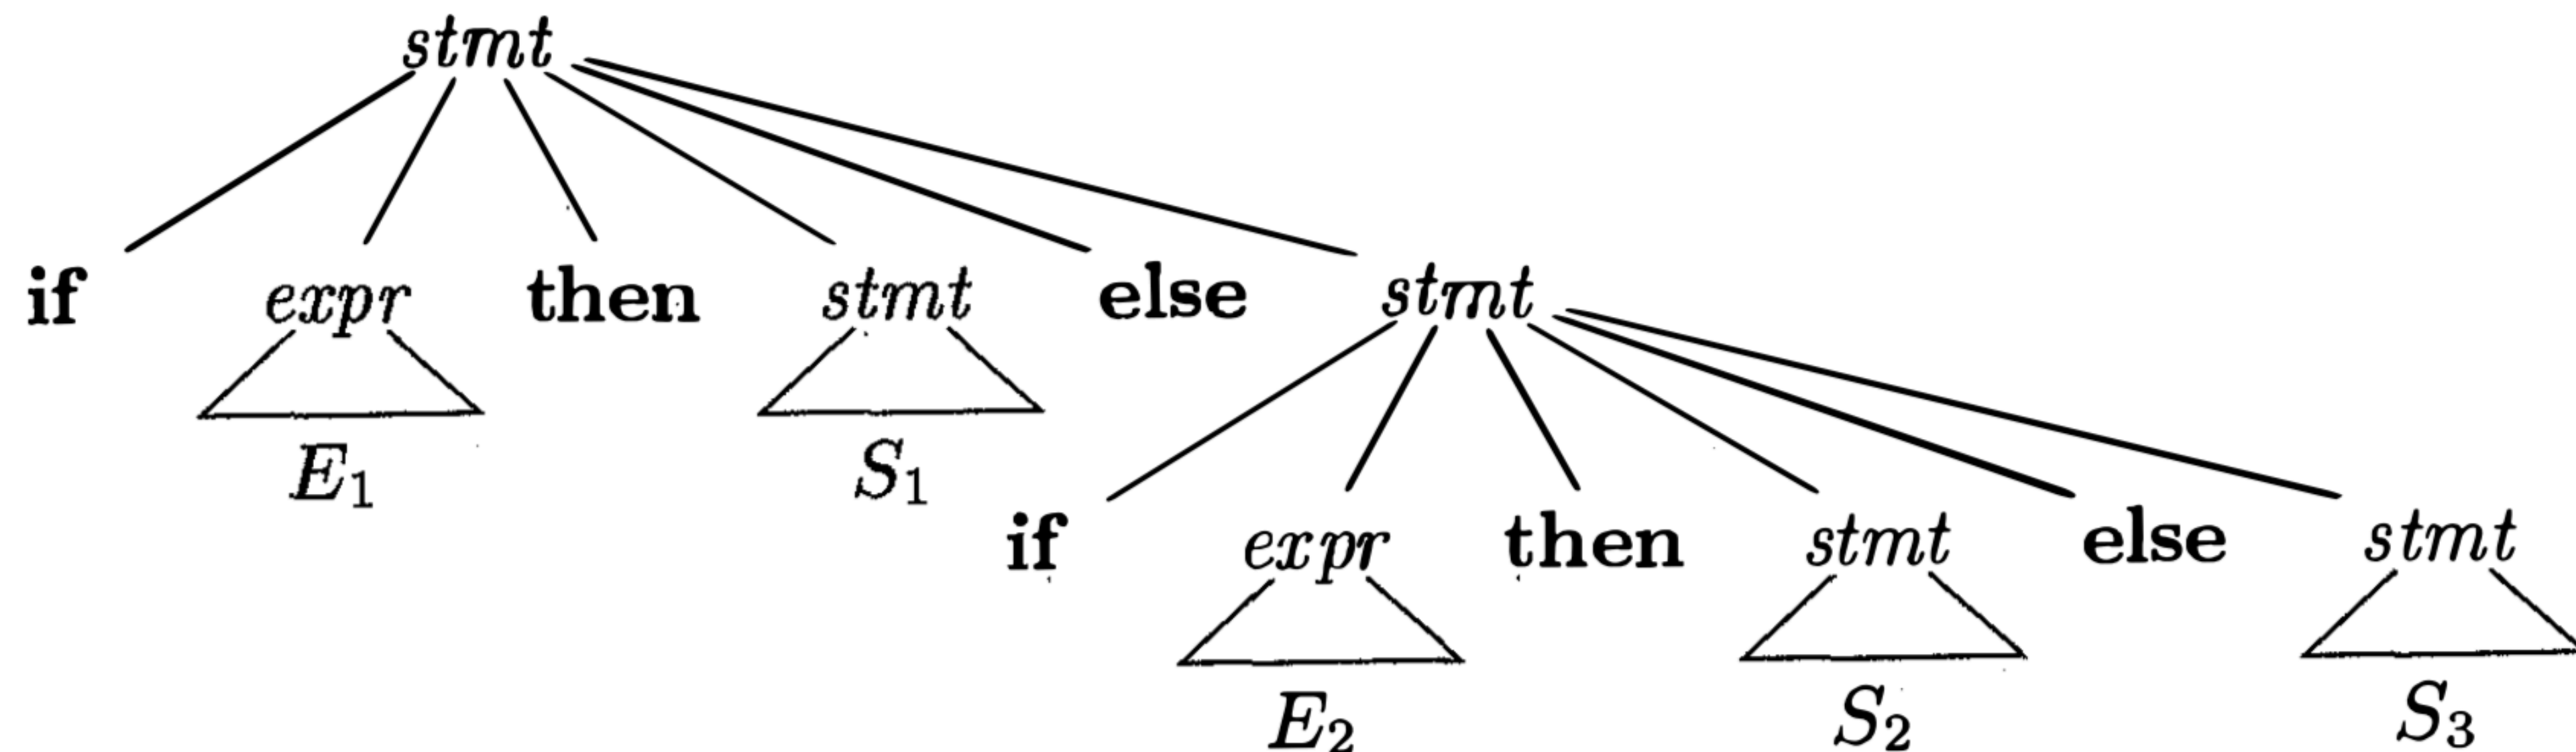 stmt
if expr then stmt else stmt
E₁ S₁
if expr then stmt else stmt
E₂ S₂ S₃